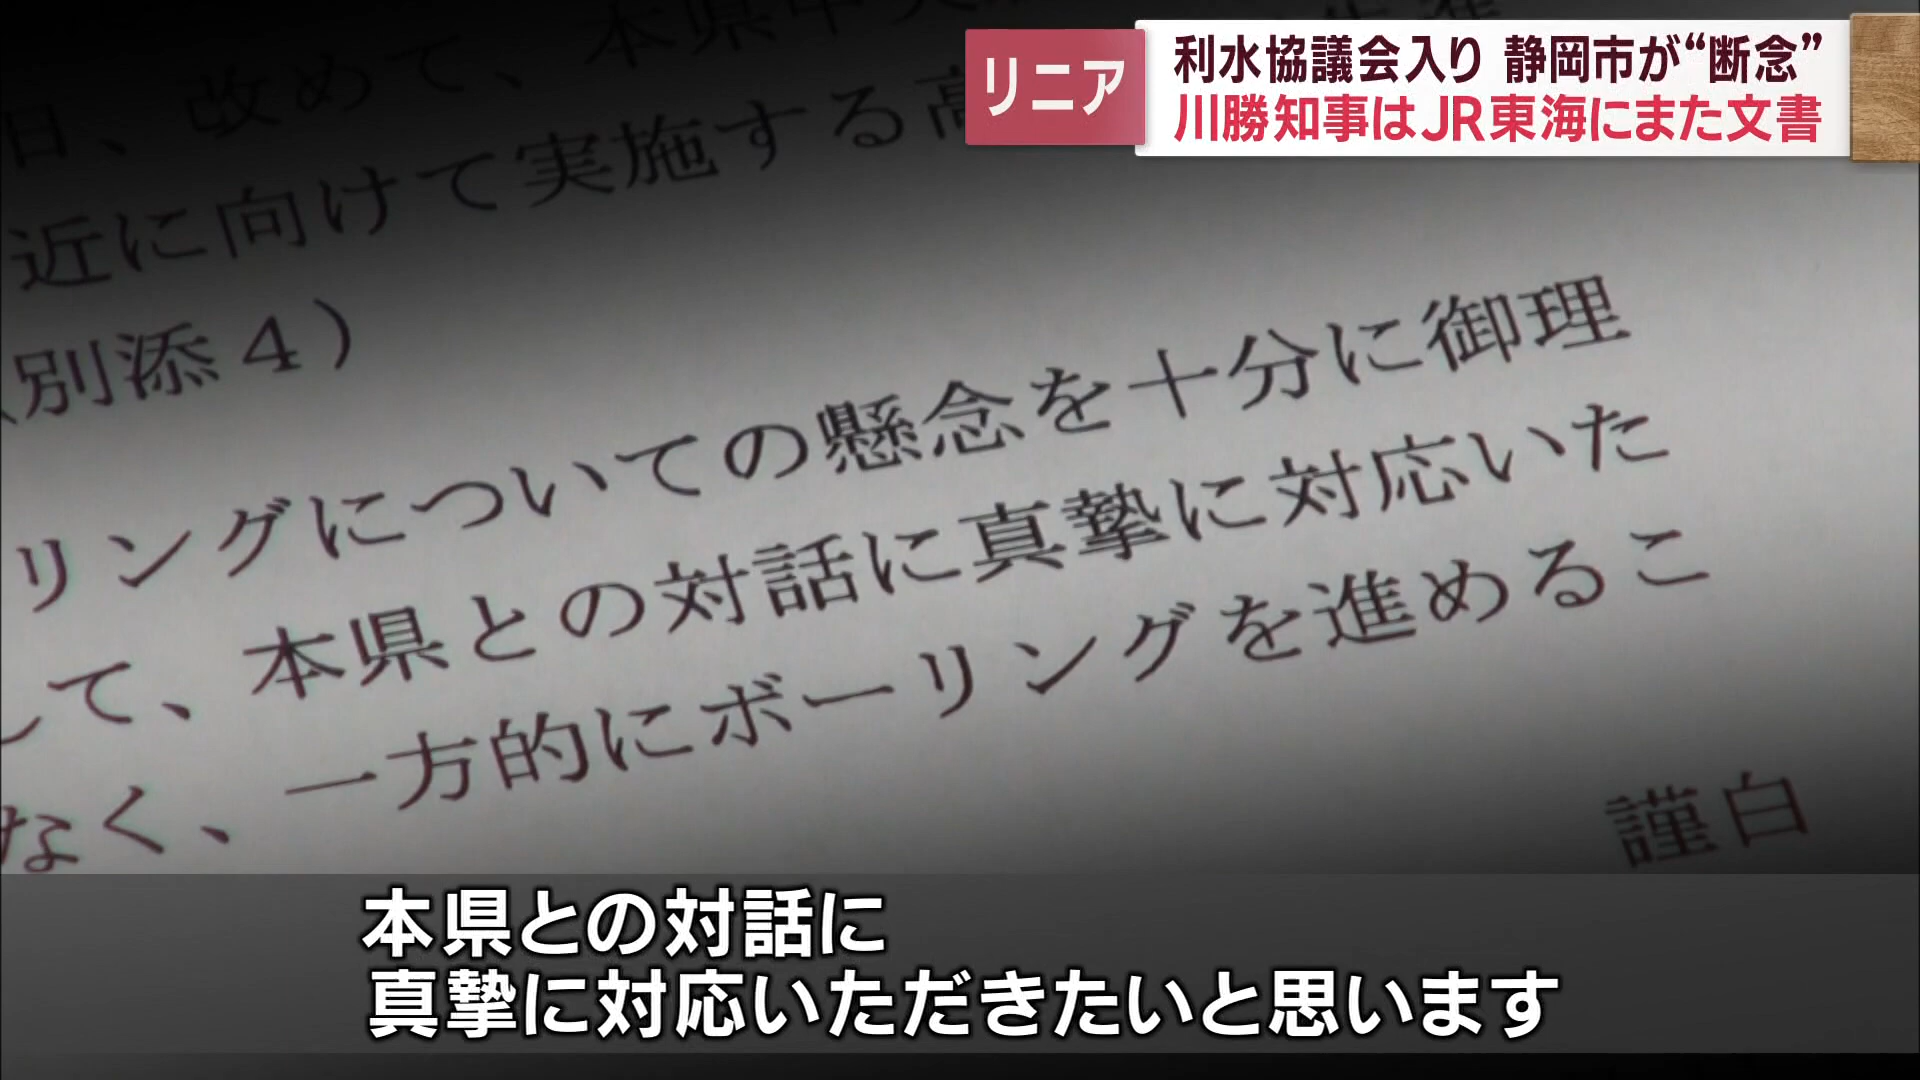 リニア
利水協議会入り 静岡市が“断念”
川勝知事はJR東海にまた文書
日、改めて、本県中央
近に向けて実施する高
（別添４）
リングについての懸念を十分に御理
して、本県との対話に真摯に対応いた
なく、一方的にボーリングを進めるこ
謹白
本県との対話に
真摯に対応いただきたいと思います